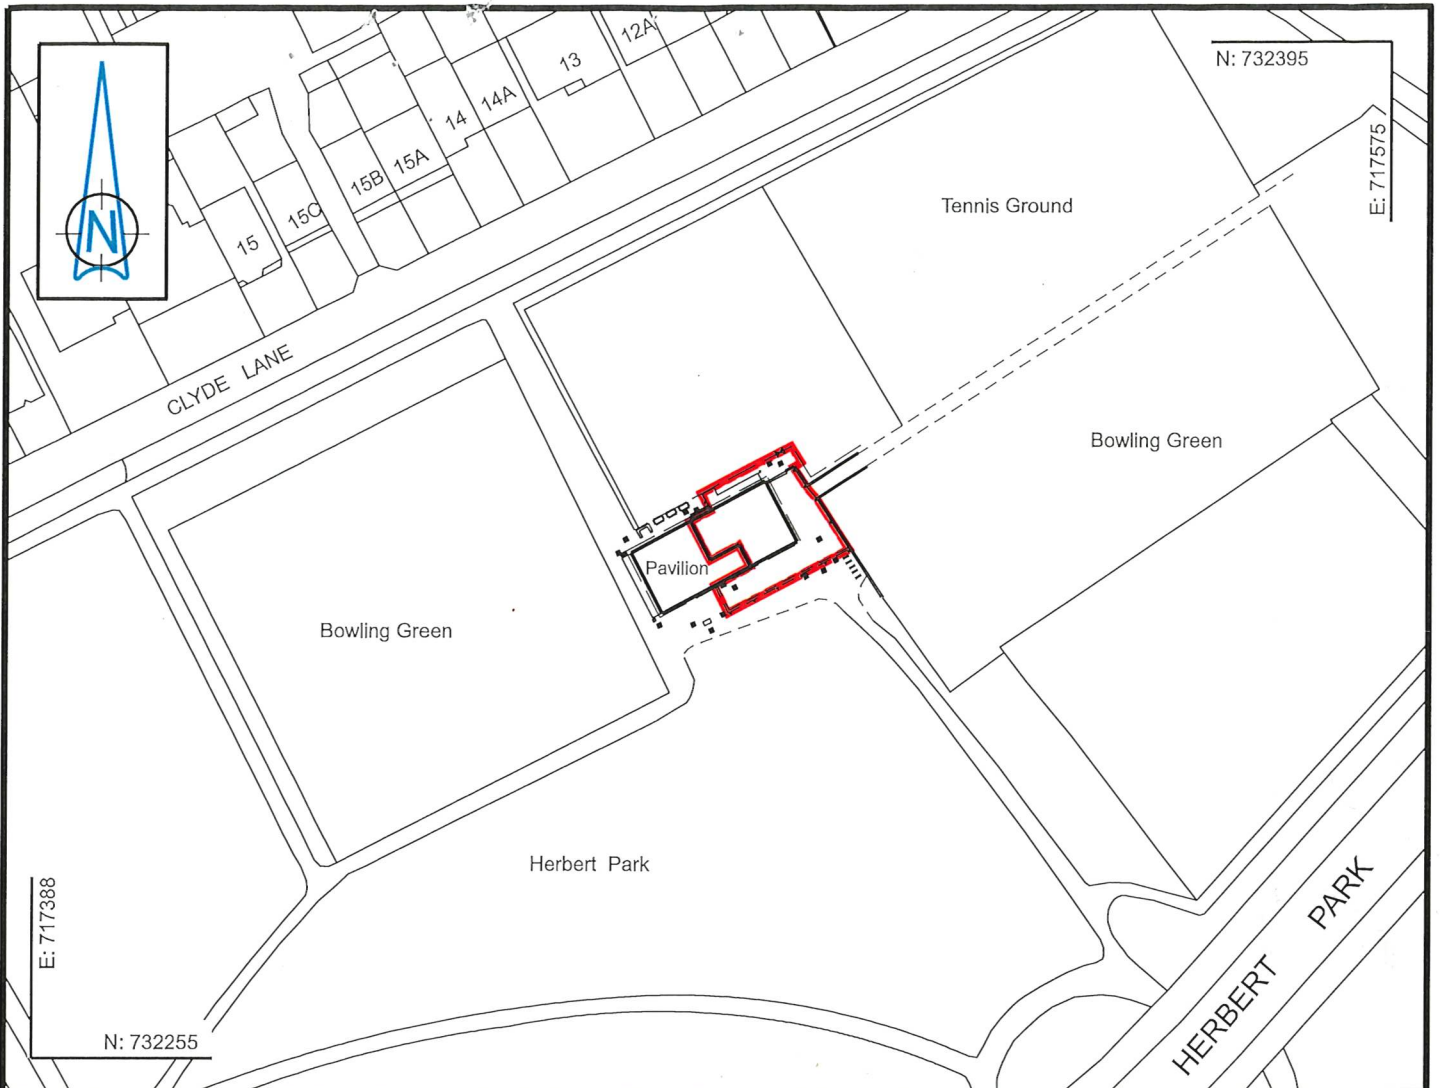 12A
N: 732395
13
14A
14
E: 717575
15A
15B
15C
15
N
Tennis Ground
CLYDE LANE
Bowling Green
Pavilion
Bowling Green
Herbert Park
HERBERT PARK
E: 717388
N: 732255